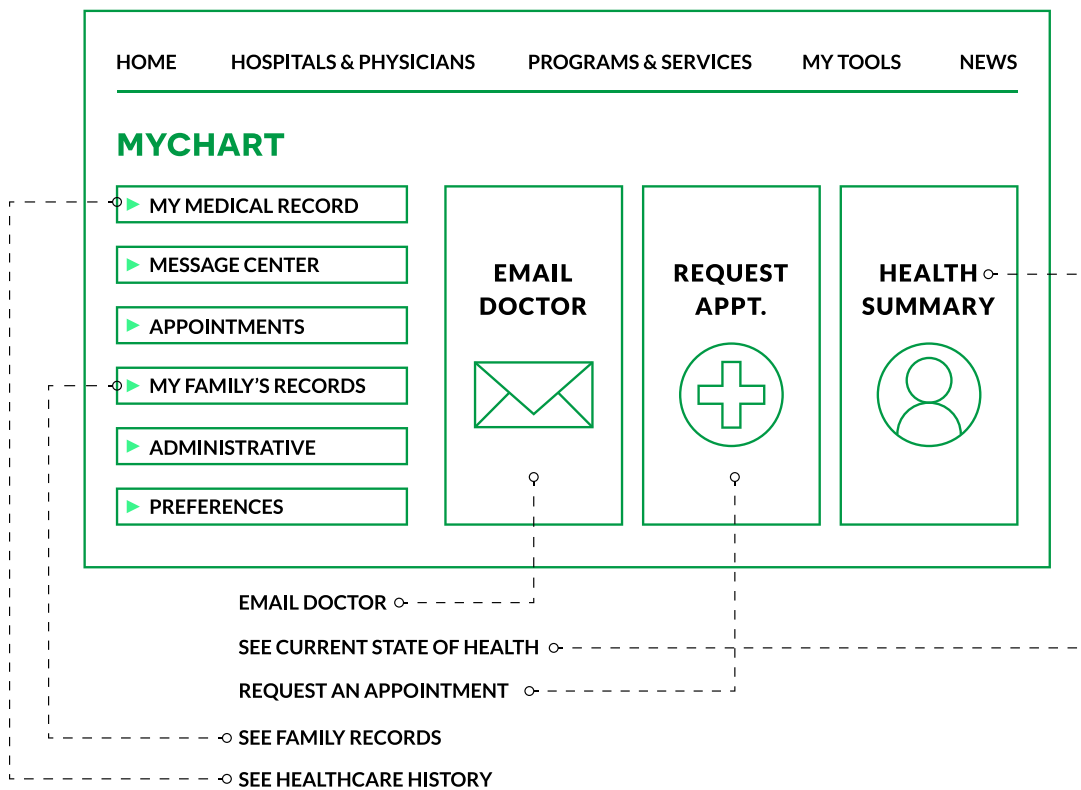 HOME HOSPITALS & PHYSICIANS PROGRAMS & SERVICES MY TOOLS NEWS
MYCHART
MY MEDICAL RECORD
MESSAGE CENTER
APPOINTMENTS
MY FAMILY'S RECORDS
ADMINISTRATIVE
PREFERENCES
EMAIL
DOCTOR
REQUEST
APPT.
HEALTH
SUMMARY
EMAIL DOCTOR
SEE CURRENT STATE OF HEALTH
REQUEST AN APPOINTMENT
SEE FAMILY RECORDS
SEE HEALTHCARE HISTORY